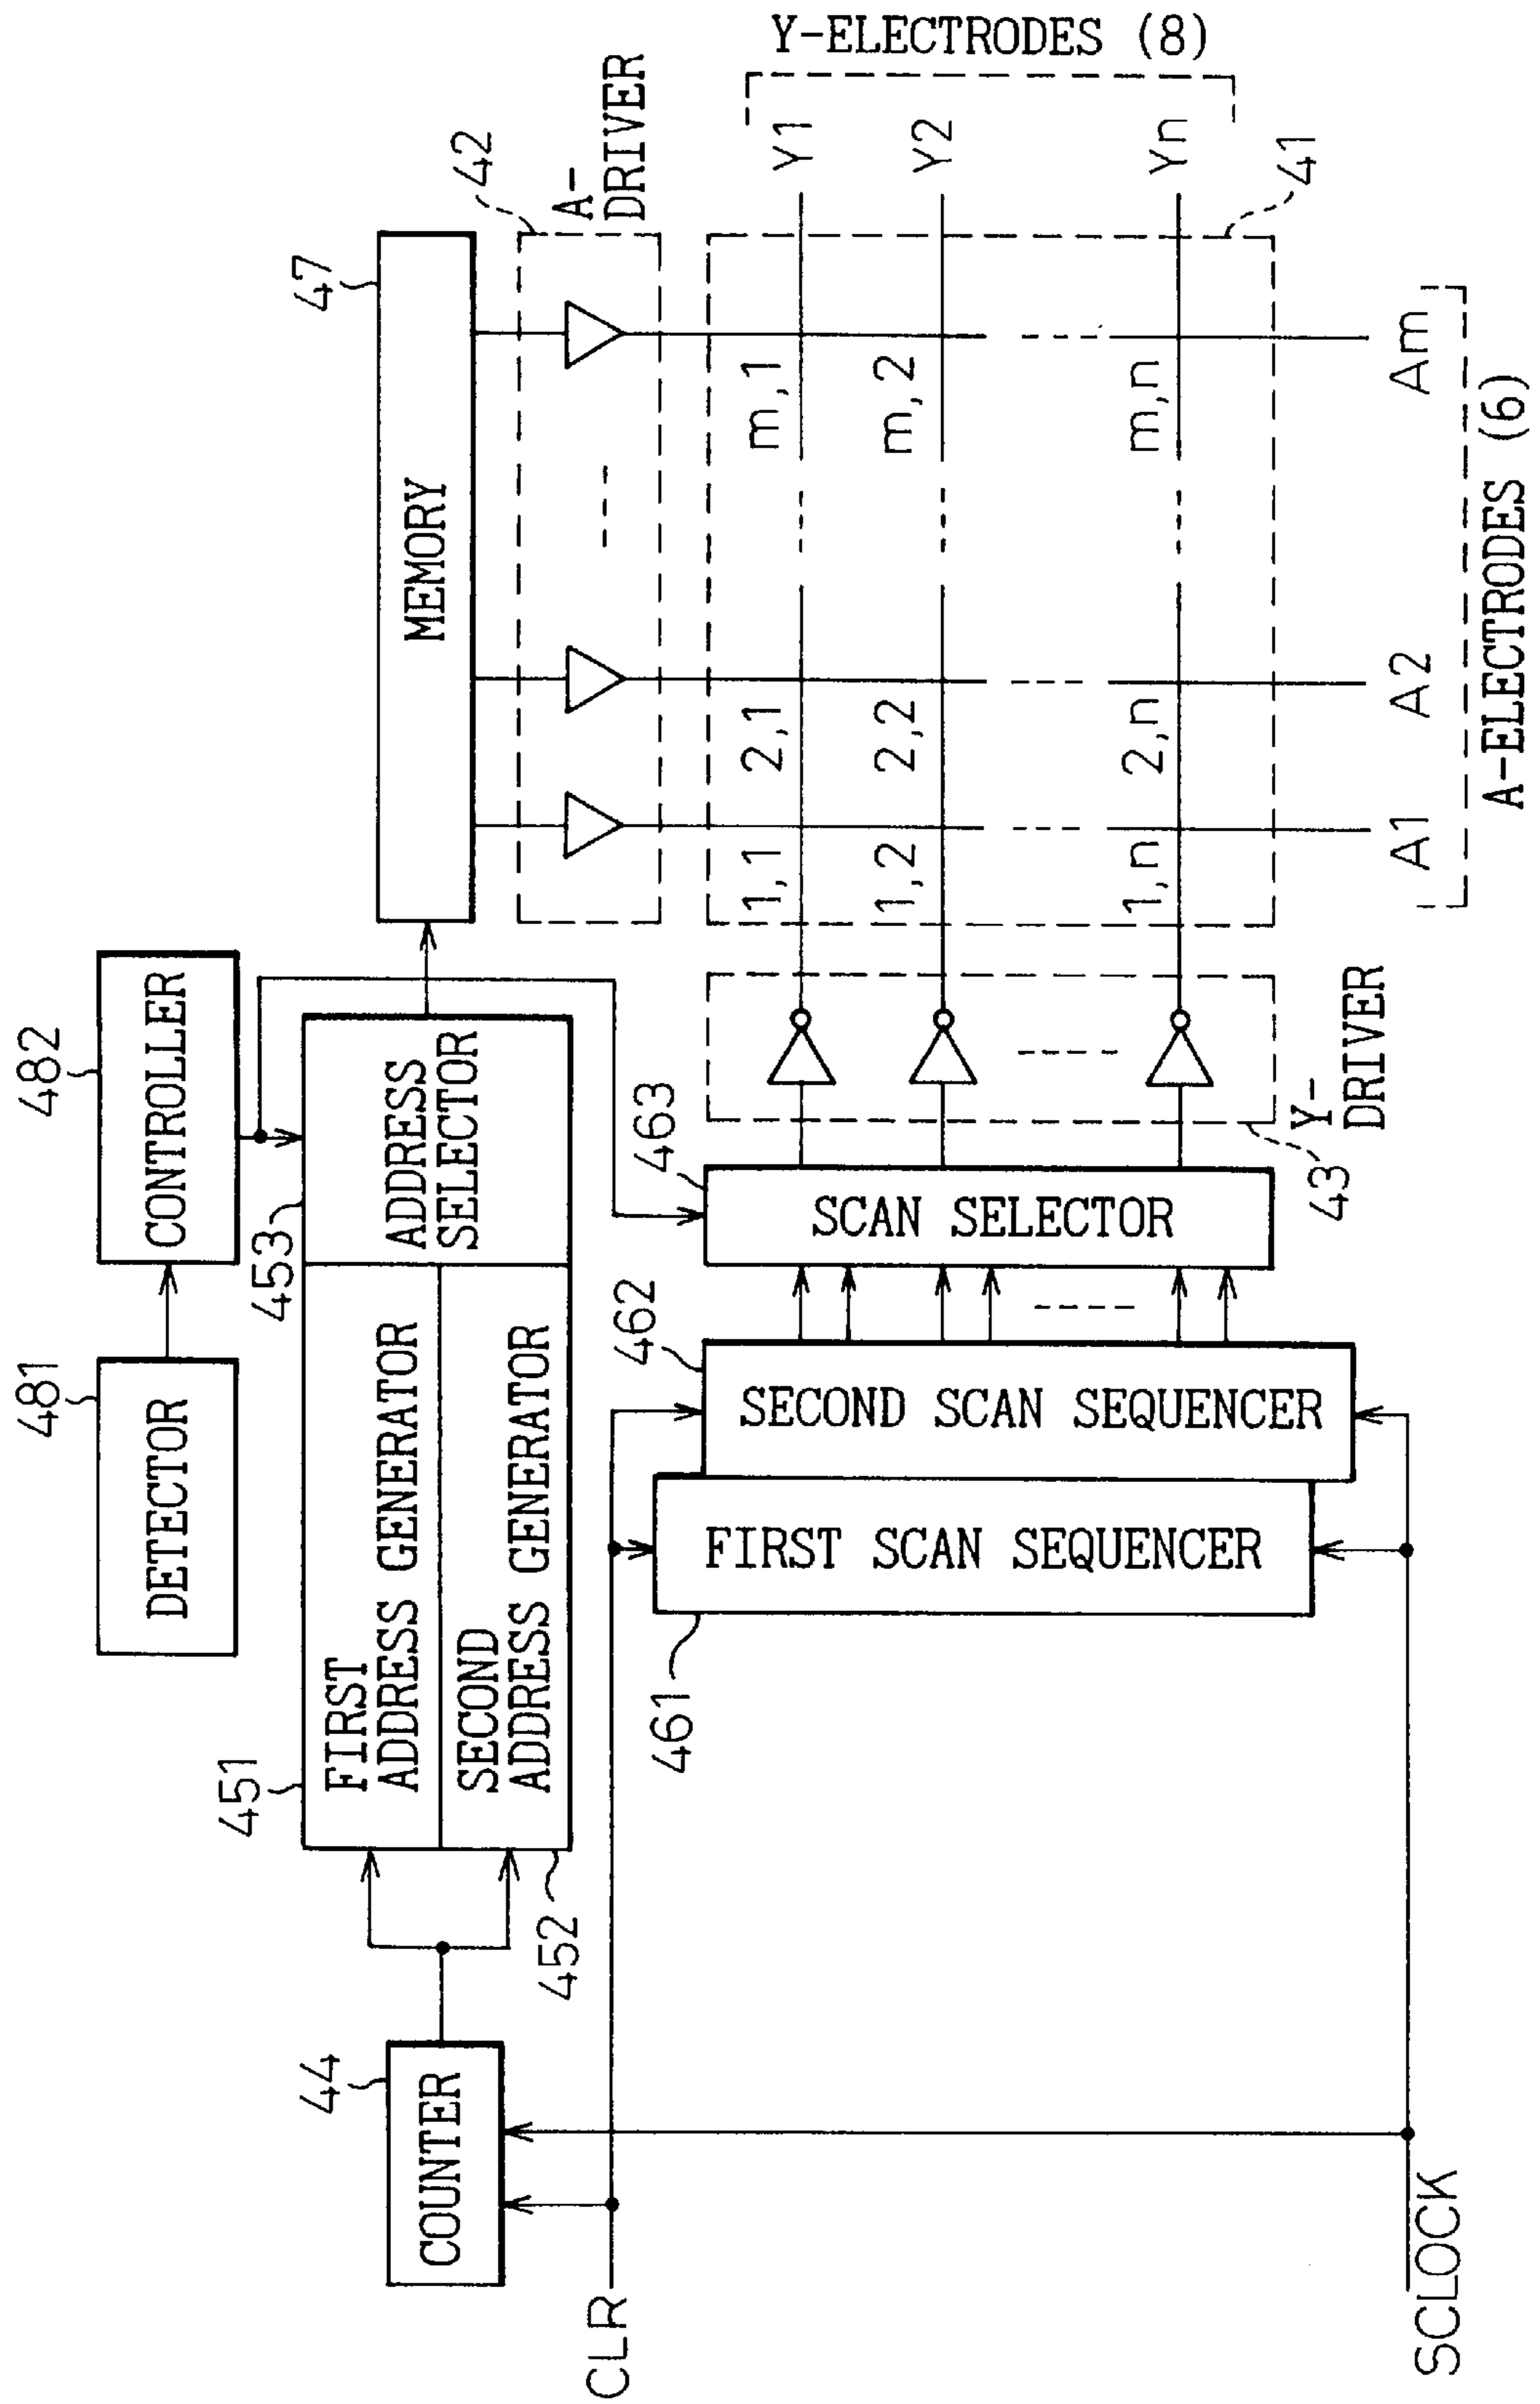 481
DETECTOR
482
CONTROLLER
451
FIRST
ADDRESS GENERATOR
SECOND
ADDRESS GENERATOR
452
453
ADDRESS
SELECTOR
44
COUNTER
47
MEMORY
42
A-
DRIVER
CLR
SCLOCK
461
FIRST SCAN SEQUENCER
462
SECOND SCAN SEQUENCER
463
SCAN SELECTOR
43
Y-
DRIVER
1,1 2,1 m,1
1,2 2,2 m,2
1,n 2,n m,n
Y1
Y2
Yn
Y-ELECTRODES (8)
41
A1 A2 Am
A-ELECTRODES (6)